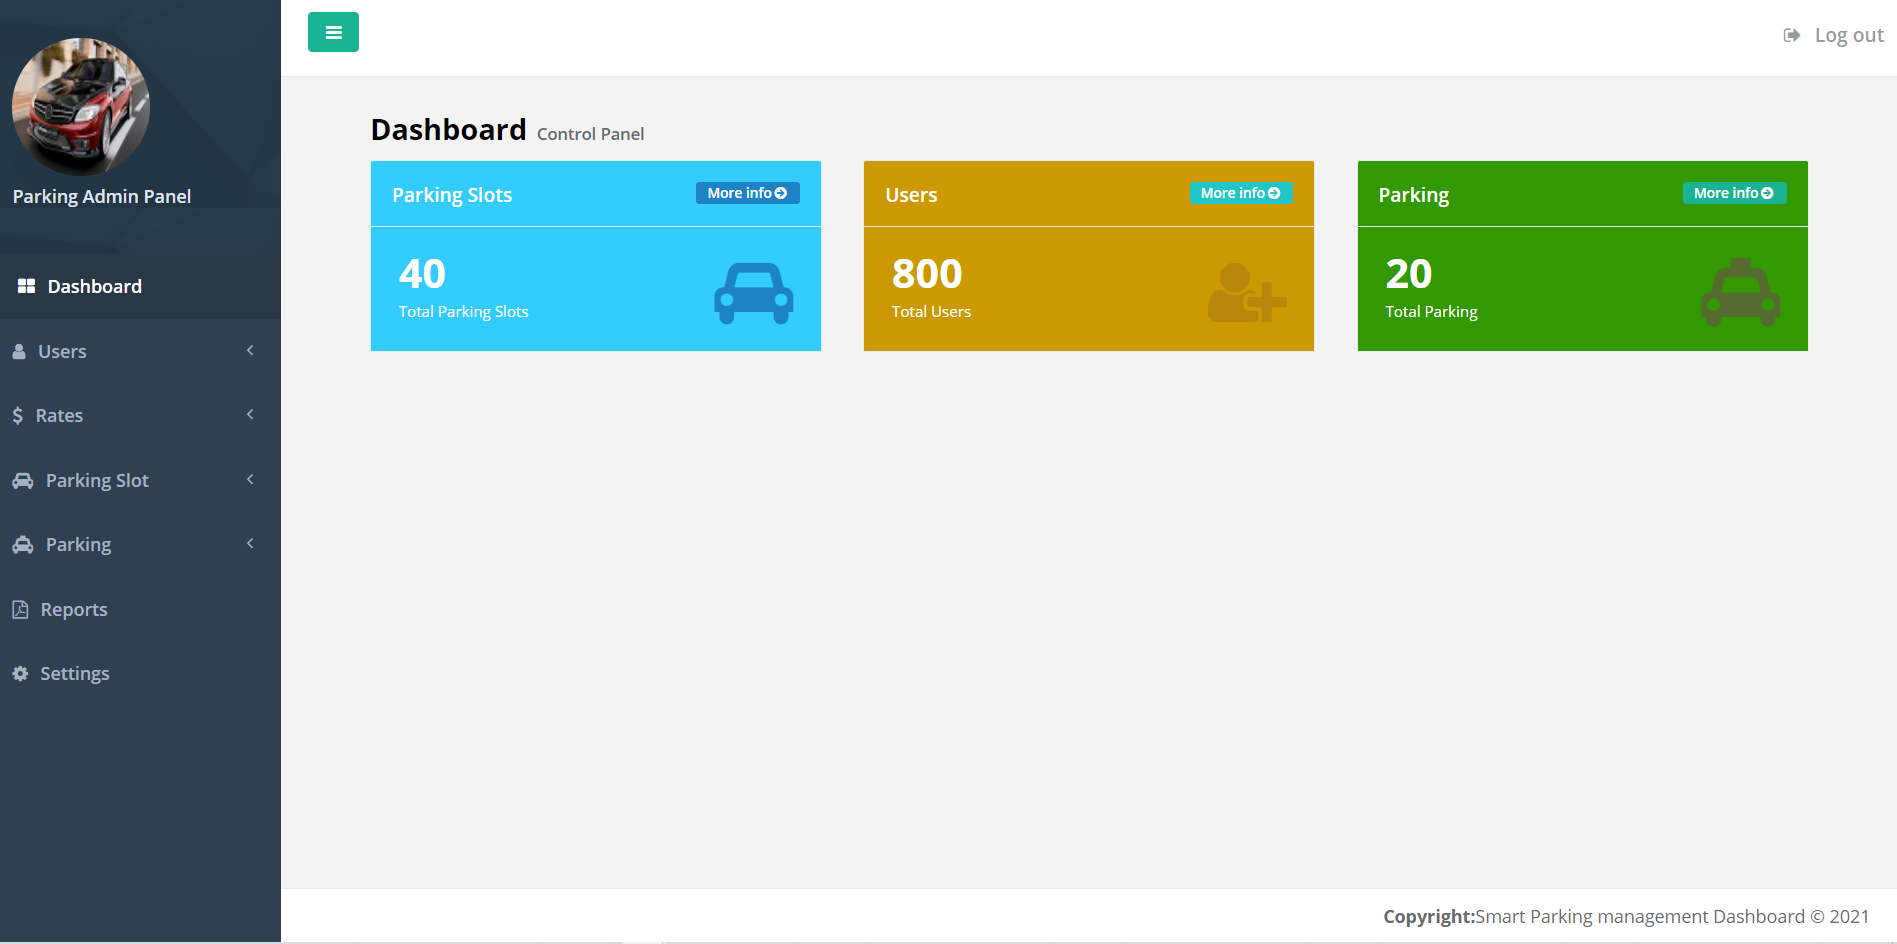 Log out
Parking Admin Panel
Dashboard
Users
Rates
Parking Slot
Parking
Reports
Settings
Dashboard Control Panel
Parking Slots
More info
40
Total Parking Slots
Users
More info
800
Total Users
Parking
More info
20
Total Parking
Copyright:Smart Parking management Dashboard © 2021